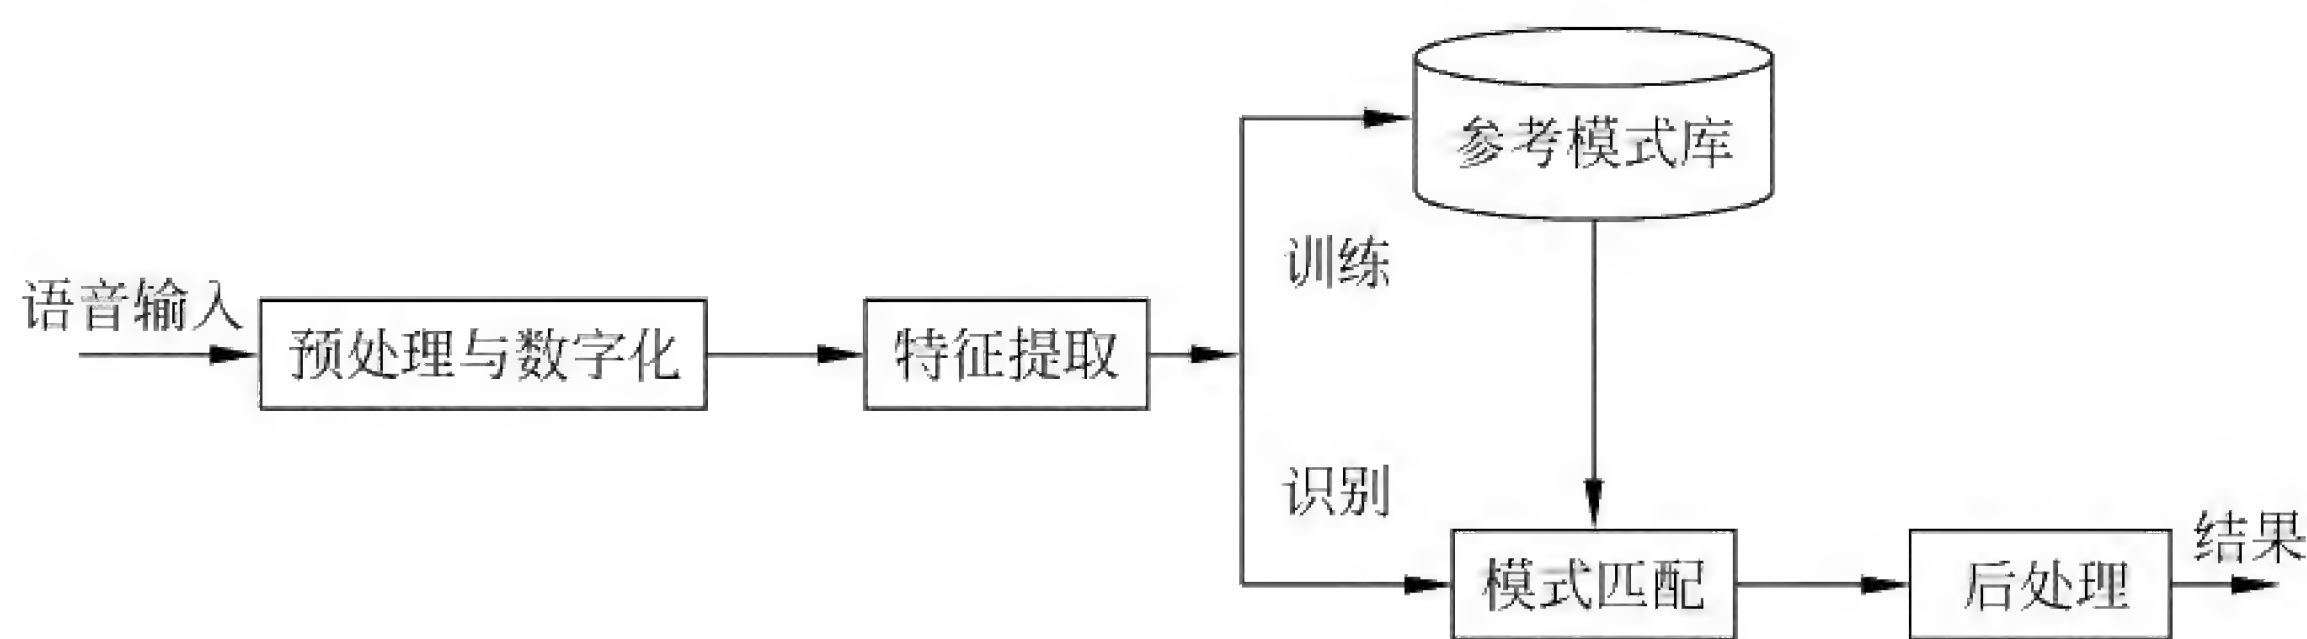 参考模式库
训练
语音输入
预处理与数字化
特征提取
识别
模式匹配
后处理
结果